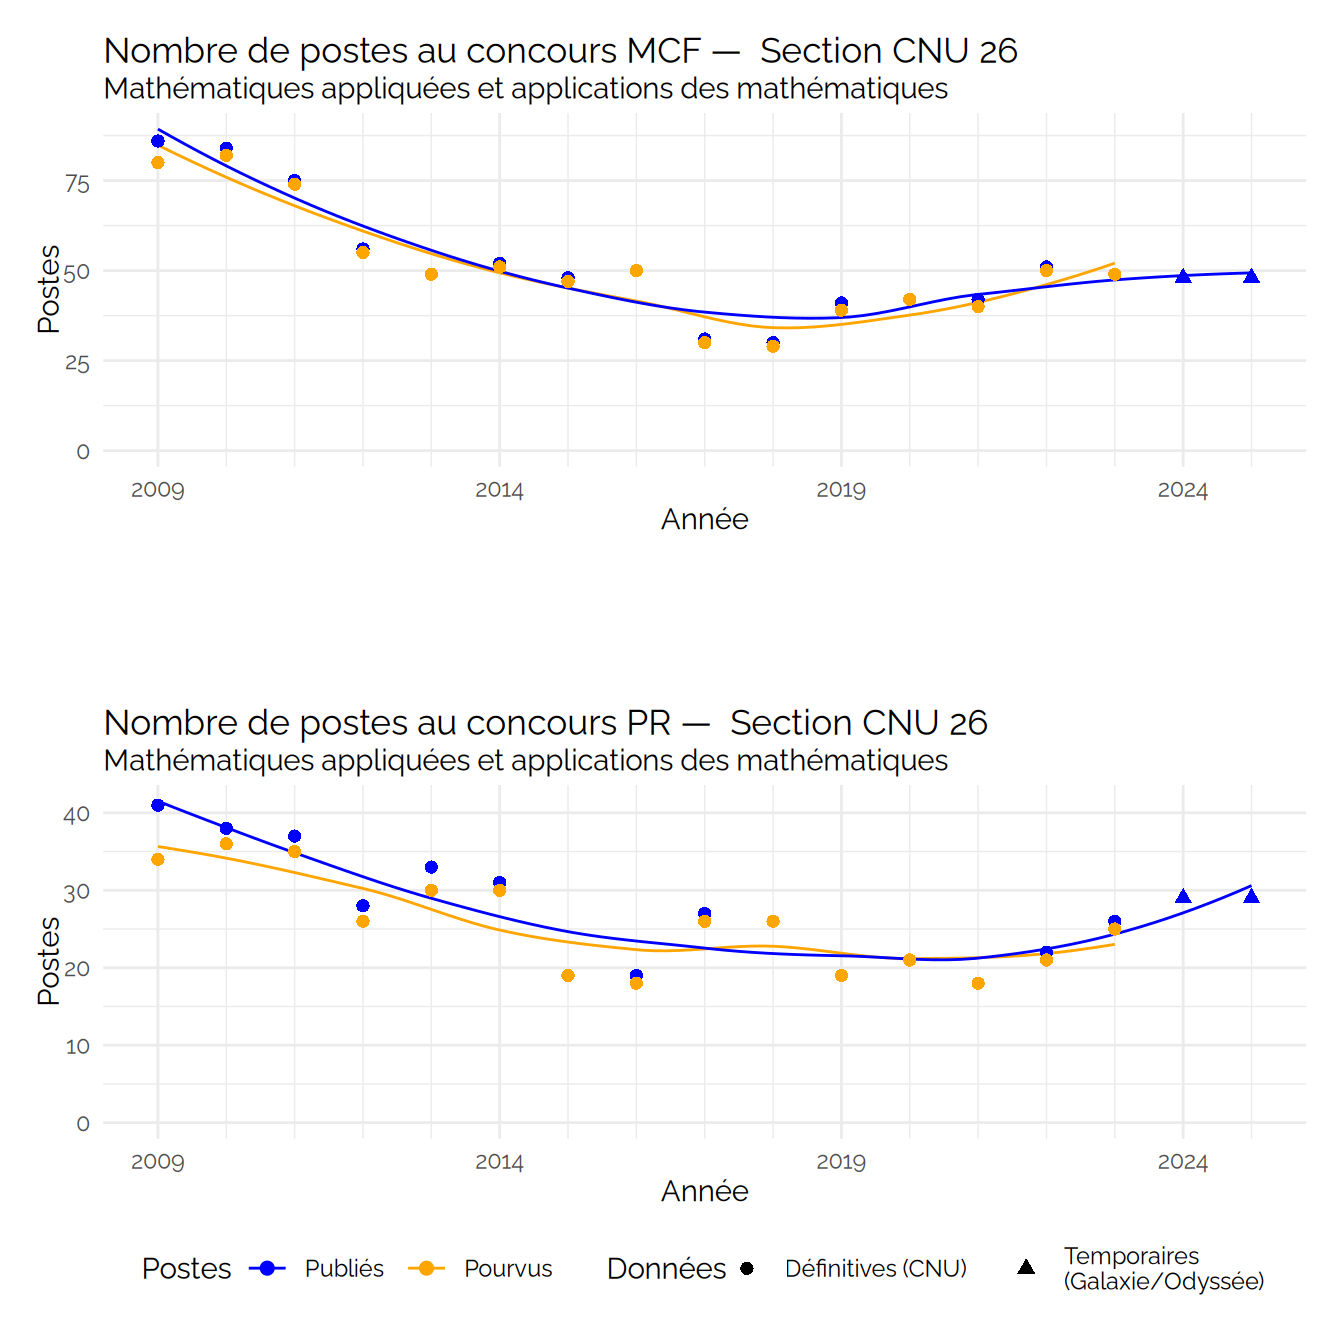 Nombre de postes au concours MCF — Section CNU 26
Mathématiques appliquées et applications des mathématiques
Postes
75
50
25
0
2009 2014 2019 2024
Année
Nombre de postes au concours PR — Section CNU 26
Mathématiques appliquées et applications des mathématiques
Postes
40
30
20
10
0
2009 2014 2019 2024
Année
Postes Publiés Pourvus Données Définitives (CNU) Temporaires
(Galaxie/Odyssée)